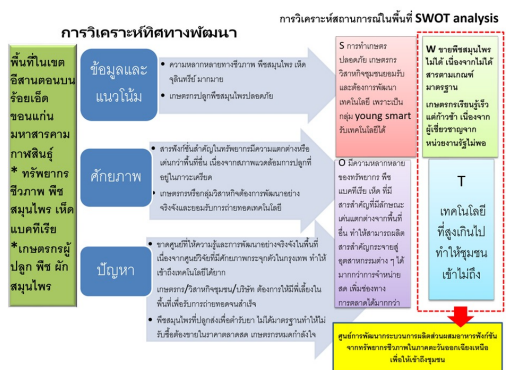 การวิเคราะห์สถานการณ์ในพื้นที่ SWOT analysis
การวิเคราะห์ทิศทางพัฒนา
พื้นที่ในเขต
อีสานตอนบน
ร้อยเอ็ด
ขอนแก่น
มหาสารคาม
กาฬสินธุ์
* ทรัพยากร
ชีวภาพ พืช
สมุนไพร เห็ด
แบคทีเรีย
*เกษตรกรผู้
ปลูก พืช ผัก
สมุนไพร
ข้อมูลและ
แนวโน้ม
• ความหลากหลายทางชีวภาพ พืชสมุนไพร เห็ด
จุลินทรีย์ มากมาย
• เกษตรกรปลูกพืชสมุนไพรปลอดภัย
ศักยภาพ
• สารฟังก์ชั่นสำคัญในทรัพยากรมีความแตกต่างหรือ
เด่นกว่าพื้นที่อื่น เนื่องจากสภาพแวดล้อมการปลูกที่
อยู่ในภาวะเครียด
• เกษตรกรหรือกลุ่มวิสาหกิจต้องการพัฒนาอย่าง
จริงจังและยอมรับการถ่ายทอดเทคโนโลยี
ปัญหา
• ขาดศูนย์ที่ให้ความรู้และการพัฒนาอย่างจริงจังในพื้นที่
เนื่องจากศูนย์วิจัยที่มีศักยภาพกระจุกตัวในกรุงเทพ ทำให้
เข้าถึงเทคโนโลยีได้ยาก
เกษตรกร/วิสาหกิจชุมชน/บริษัท ต้องการให้มีพี่เลี้ยงใน
พื้นที่เพื่อรับการถ่ายทอดจนสำเร็จ
• พืชสมุนไพรที่ปลูกส่งเพื่อตำรับยา ไม่ได้มาตรฐานทำให้ไม่
รับซื้อต้องขายในราคาตลาดสด เกษตรกรหมดกำลังใจ
S การทำเกษตร
ปลอดภัย เกษตรกร
วิสาหกิจชุมชนยอมรับ
และต้องการพัฒนา
เทคโนโลยี เพราะเป็น
กลุ่ม young smart
รับเทคโนโลยีได้
W ขายพืชสมุนไพร
ไม่ได้ เนื่องจากไม่ได้
สารตามเกณฑ์
มาตรฐาน
เกษตรกรเรียนรู้เร็ว
แต่ก้าวช้า เนื่องจาก
ผู้เชี่ยวชาญจาก
หน่วยงานรัฐไม่พอ
O มีความหลากหลาย
ของทรัพยากร พืช
แบคทีเรีย เห็ด ที่มี
สารสำคัญที่มีลักษณะ
เด่นแตกต่างจากพื้นที่
อื่น ทำให้สามารถผลิต
สารสำคัญกระจายสู่
อุตสาหกรรมต่าง ๆ ได้
มากกว่าการจำหน่าย
สด เพิ่มช่องทาง
การตลาดได้มากกว่า
T
เทคโนโลยี
ที่สูงเกินไป
ทำให้ชุมชน
เข้าไม่ถึง
ศูนย์การพัฒนากระบวนการผลิตส่วนผสมอาหารฟังก์ชัน
จากทรัพยากรชีวภาพในภาคตะวันออกเฉียงเหนือ
เพื่อให้เข้าถึงชุมชน